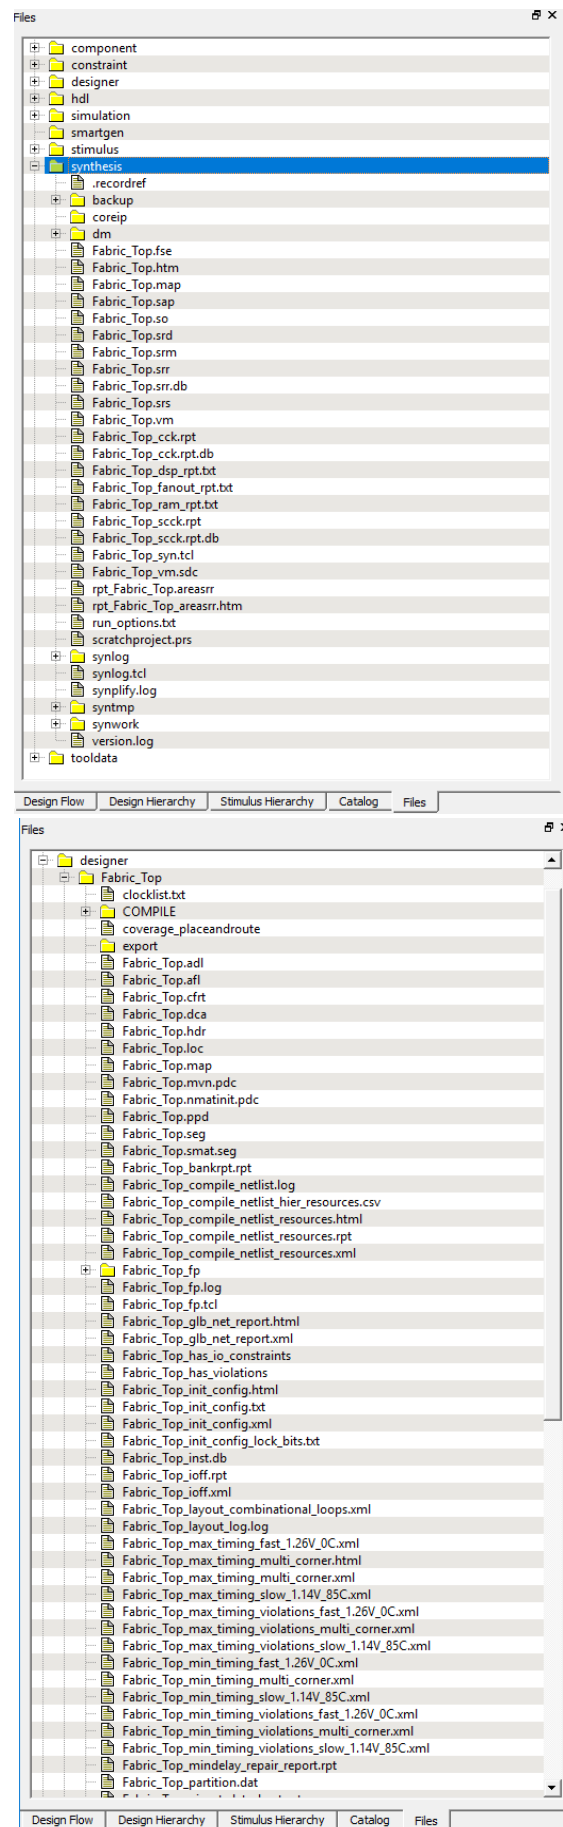 Files
component
constraint
designer
hdl
simulation
smartgen
stimulus
synthesis
.recordref
backup
coreip
dm
Fabric_Top.fse
Fabric_Top.htm
Fabric_Top.map
Fabric_Top.sap
Fabric_Top.so
Fabric_Top.srd
Fabric_Top.srm
Fabric_Top.srr
Fabric_Top.srr.db
Fabric_Top.srs
Fabric_Top.vm
Fabric_Top_cck.rpt
Fabric_Top_cck.rpt.db
Fabric_Top_dsp_rpt.txt
Fabric_Top_fanout_rpt.txt
Fabric_Top_ram_rpt.txt
Fabric_Top_scck.rpt
Fabric_Top_scck.rpt.db
Fabric_Top_syn.tcl
Fabric_Top_vm.sdc
rpt_Fabric_Top.areasrr
rpt_Fabric_Top_areasrr.htm
run_options.txt
scratchproject.prs
synlog
synlog.tcl
synplify.log
syntmp
synwork
version.log
tooldata
Design Flow Design Hierarchy Stimulus Hierarchy Catalog Files
Files
designer
Fabric_Top
clocklist.txt
COMPILE
coverage_placeandroute
export
Fabric_Top.adl
Fabric_Top.afl
Fabric_Top.cfrt
Fabric_Top.dca
Fabric_Top.hdr
Fabric_Top.loc
Fabric_Top.map
Fabric_Top.mvn.pdc
Fabric_Top.nmatinit.pdc
Fabric_Top.ppd
Fabric_Top.seg
Fabric_Top.smat.seg
Fabric_Top_bankrpt.rpt
Fabric_Top_compile_netlist.log
Fabric_Top_compile_netlist_hier_resources.csv
Fabric_Top_compile_netlist_resources.html
Fabric_Top_compile_netlist_resources.rpt
Fabric_Top_compile_netlist_resources.xml
Fabric_Top_fp
Fabric_Top_fp.log
Fabric_Top_fp.tcl
Fabric_Top_glb_net_report.html
Fabric_Top_glb_net_report.xml
Fabric_Top_has_io_constraints
Fabric_Top_has_violations
Fabric_Top_init_config.html
Fabric_Top_init_config.txt
Fabric_Top_init_config.xml
Fabric_Top_init_config_lock_bits.txt
Fabric_Top_inst.db
Fabric_Top_ioff.rpt
Fabric_Top_ioff.xml
Fabric_Top_layout_combinational_loops.xml
Fabric_Top_layout_log.log
Fabric_Top_max_timing_fast_1.26V_0C.xml
Fabric_Top_max_timing_multi_corner.html
Fabric_Top_max_timing_multi_corner.xml
Fabric_Top_max_timing_slow_1.14V_85C.xml
Fabric_Top_max_timing_violations_fast_1.26V_0C.xml
Fabric_Top_max_timing_violations_multi_corner.xml
Fabric_Top_max_timing_violations_slow_1.14V_85C.xml
Fabric_Top_min_timing_fast_1.26V_0C.xml
Fabric_Top_min_timing_multi_corner.xml
Fabric_Top_min_timing_slow_1.14V_85C.xml
Fabric_Top_min_timing_violations_fast_1.26V_0C.xml
Fabric_Top_min_timing_violations_multi_corner.xml
Fabric_Top_min_timing_violations_slow_1.14V_85C.xml
Fabric_Top_mindelay_repair_report.rpt
Fabric_Top_partition.dat
Design Flow Design Hierarchy Stimulus Hierarchy Catalog Files